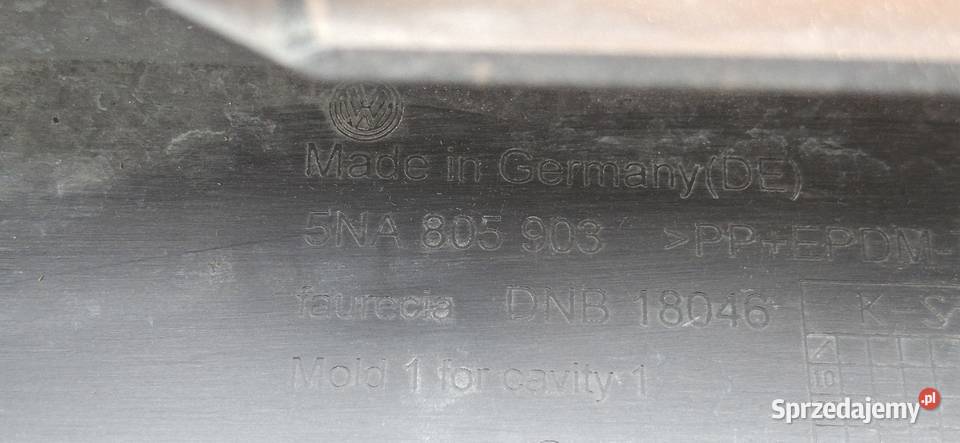 Made in Germany(DE)
5NA 805 903 >PP+EPDM-
faurecia DNB 18046
K-S
Mold 1 for cavity 1
Sprzedajemy.pl